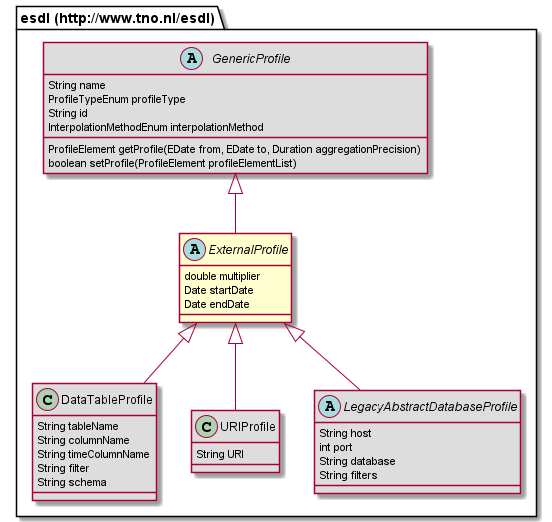 esdl (http://www.tno.nl/esdl)
A GenericProfile
String name
ProfileTypeEnum profileType
String id
InterpolationMethodEnum interpolationMethod
ProfileElement getProfile(EDate from, EDate to, Duration aggregationPrecision)
boolean setProfile(ProfileElement profileElementList)
A ExternalProfile
double multiplier
Date startDate
Date endDate
C DataTableProfile
String tableName
String columnName
String timeColumnName
String filter
String schema
C URIProfile
String URI
A LegacyAbstractDatabaseProfile
String host
int port
String database
String filters